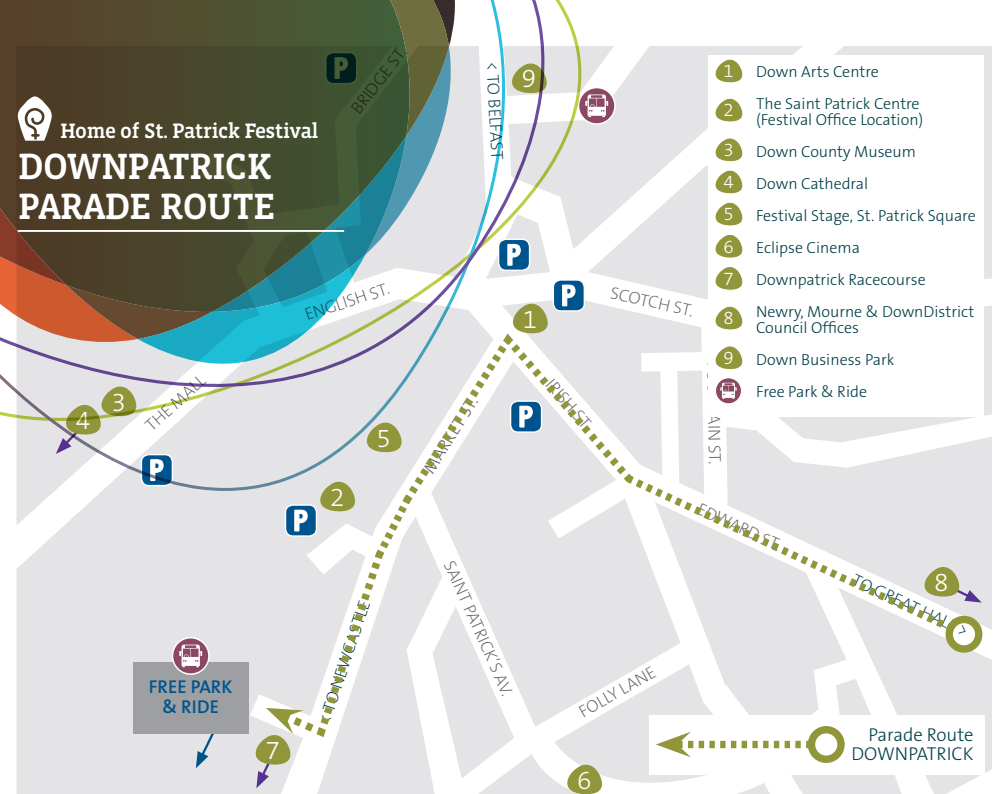 Home of St. Patrick Festival
DOWNPATRICK
PARADE ROUTE
P
BRIDGE ST.
< TO BELFAST
9
1 Down Arts Centre
2 The Saint Patrick Centre
(Festival Office Location)
3 Down County Museum
4 Down Cathedral
5 Festival Stage, St. Patrick Square
6 Eclipse Cinema
7 Downpatrick Racecourse
8 Newry, Mourne & DownDistrict
Council Offices
9 Down Business Park
Free Park & Ride
P
P
ENGLISH ST.
SCOTCH ST.
1
THE MALL
3
4
IRISH ST.
P
MARKET ST.
5
AIN ST.
P
2
P
EDWARD ST.
SAINT PATRICK'S AV.
TO GREAT HAL >
8
< TO NEWCASTLE
FREE PARK
& RIDE
FOLLY LANE
7
6
Parade Route
DOWNPATRICK